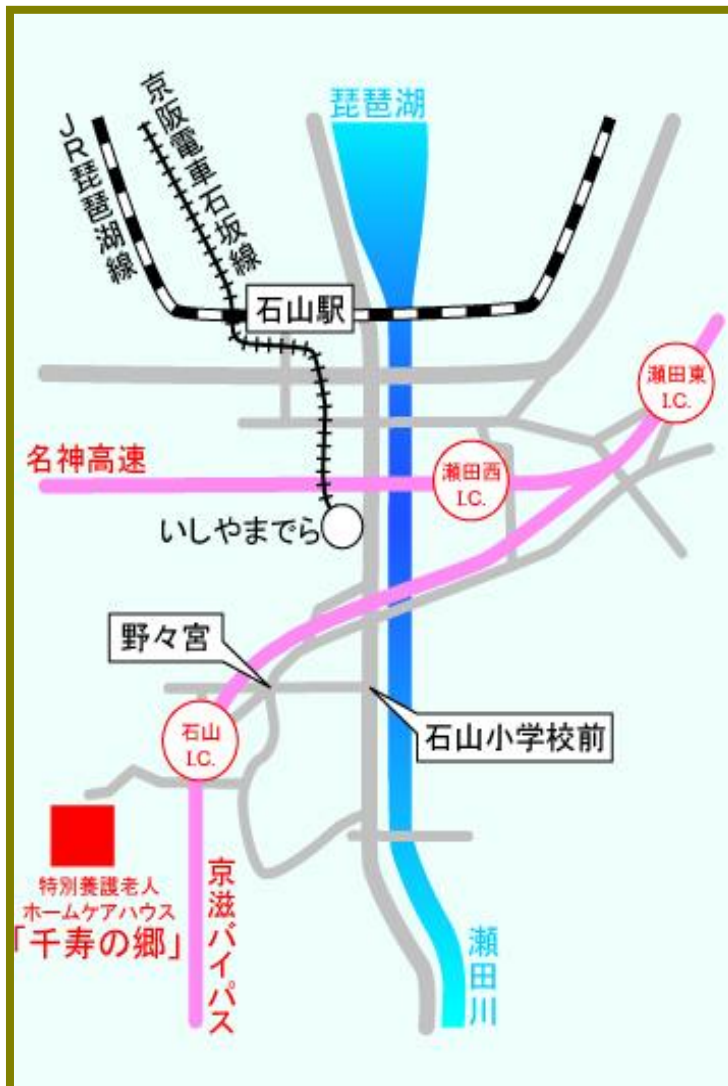 琵琶湖
京阪電車石坂線
JR琵琶湖線
石山駅
瀬田東
I.C.
名神高速
瀬田西
I.C.
いしやまでら
野々宮
石山
I.C.
石山小学校前
特別養護老人
ホームケアハウス
「千寿の郷」
京滋バイパス
瀬田川